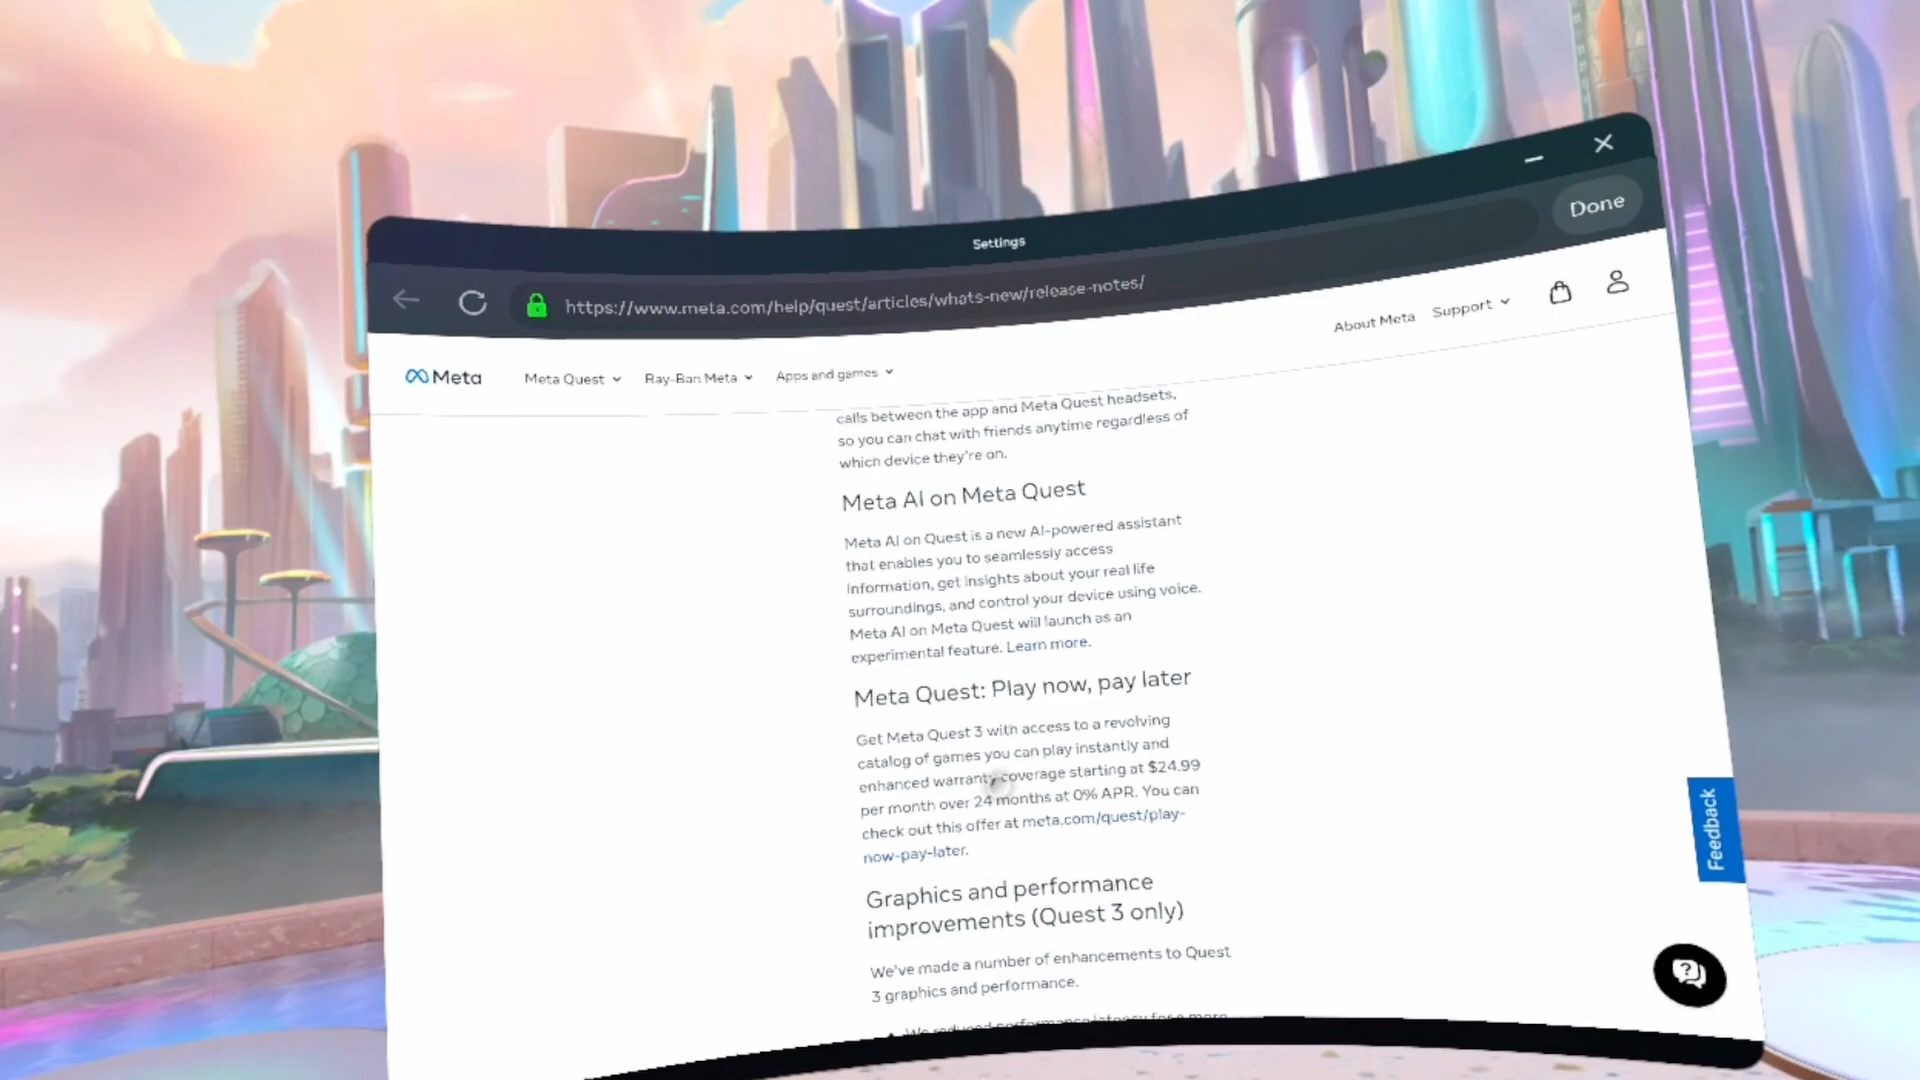 Settings
Done
https://www.meta.com/help/quest/articles/whats-new/release-notes/
Meta
Meta Quest
Ray-Ban Meta
Apps and games
About Meta
Support
calls between the app and Meta Quest headsets,
so you can chat with friends anytime regardless of
which device they're on.
Meta AI on Meta Quest
Meta AI on Quest is a new AI-powered assistant
that enables you to seamlessly access
information, get insights about your real life
surroundings, and control your device using voice.
Meta AI on Meta Quest will launch as an
experimental feature. Learn more.
Meta Quest: Play now, pay later
Get Meta Quest 3 with access to a revolving
catalog of games you can play instantly and
enhanced warranty coverage starting at $24.99
per month over 24 months at 0% APR. You can
check out this offer at meta.com/quest/play-
now-pay-later.
Graphics and performance
improvements (Quest 3 only)
We've made a number of enhancements to Quest
3 graphics and performance.
We reduced performance latency for a more
Feedback